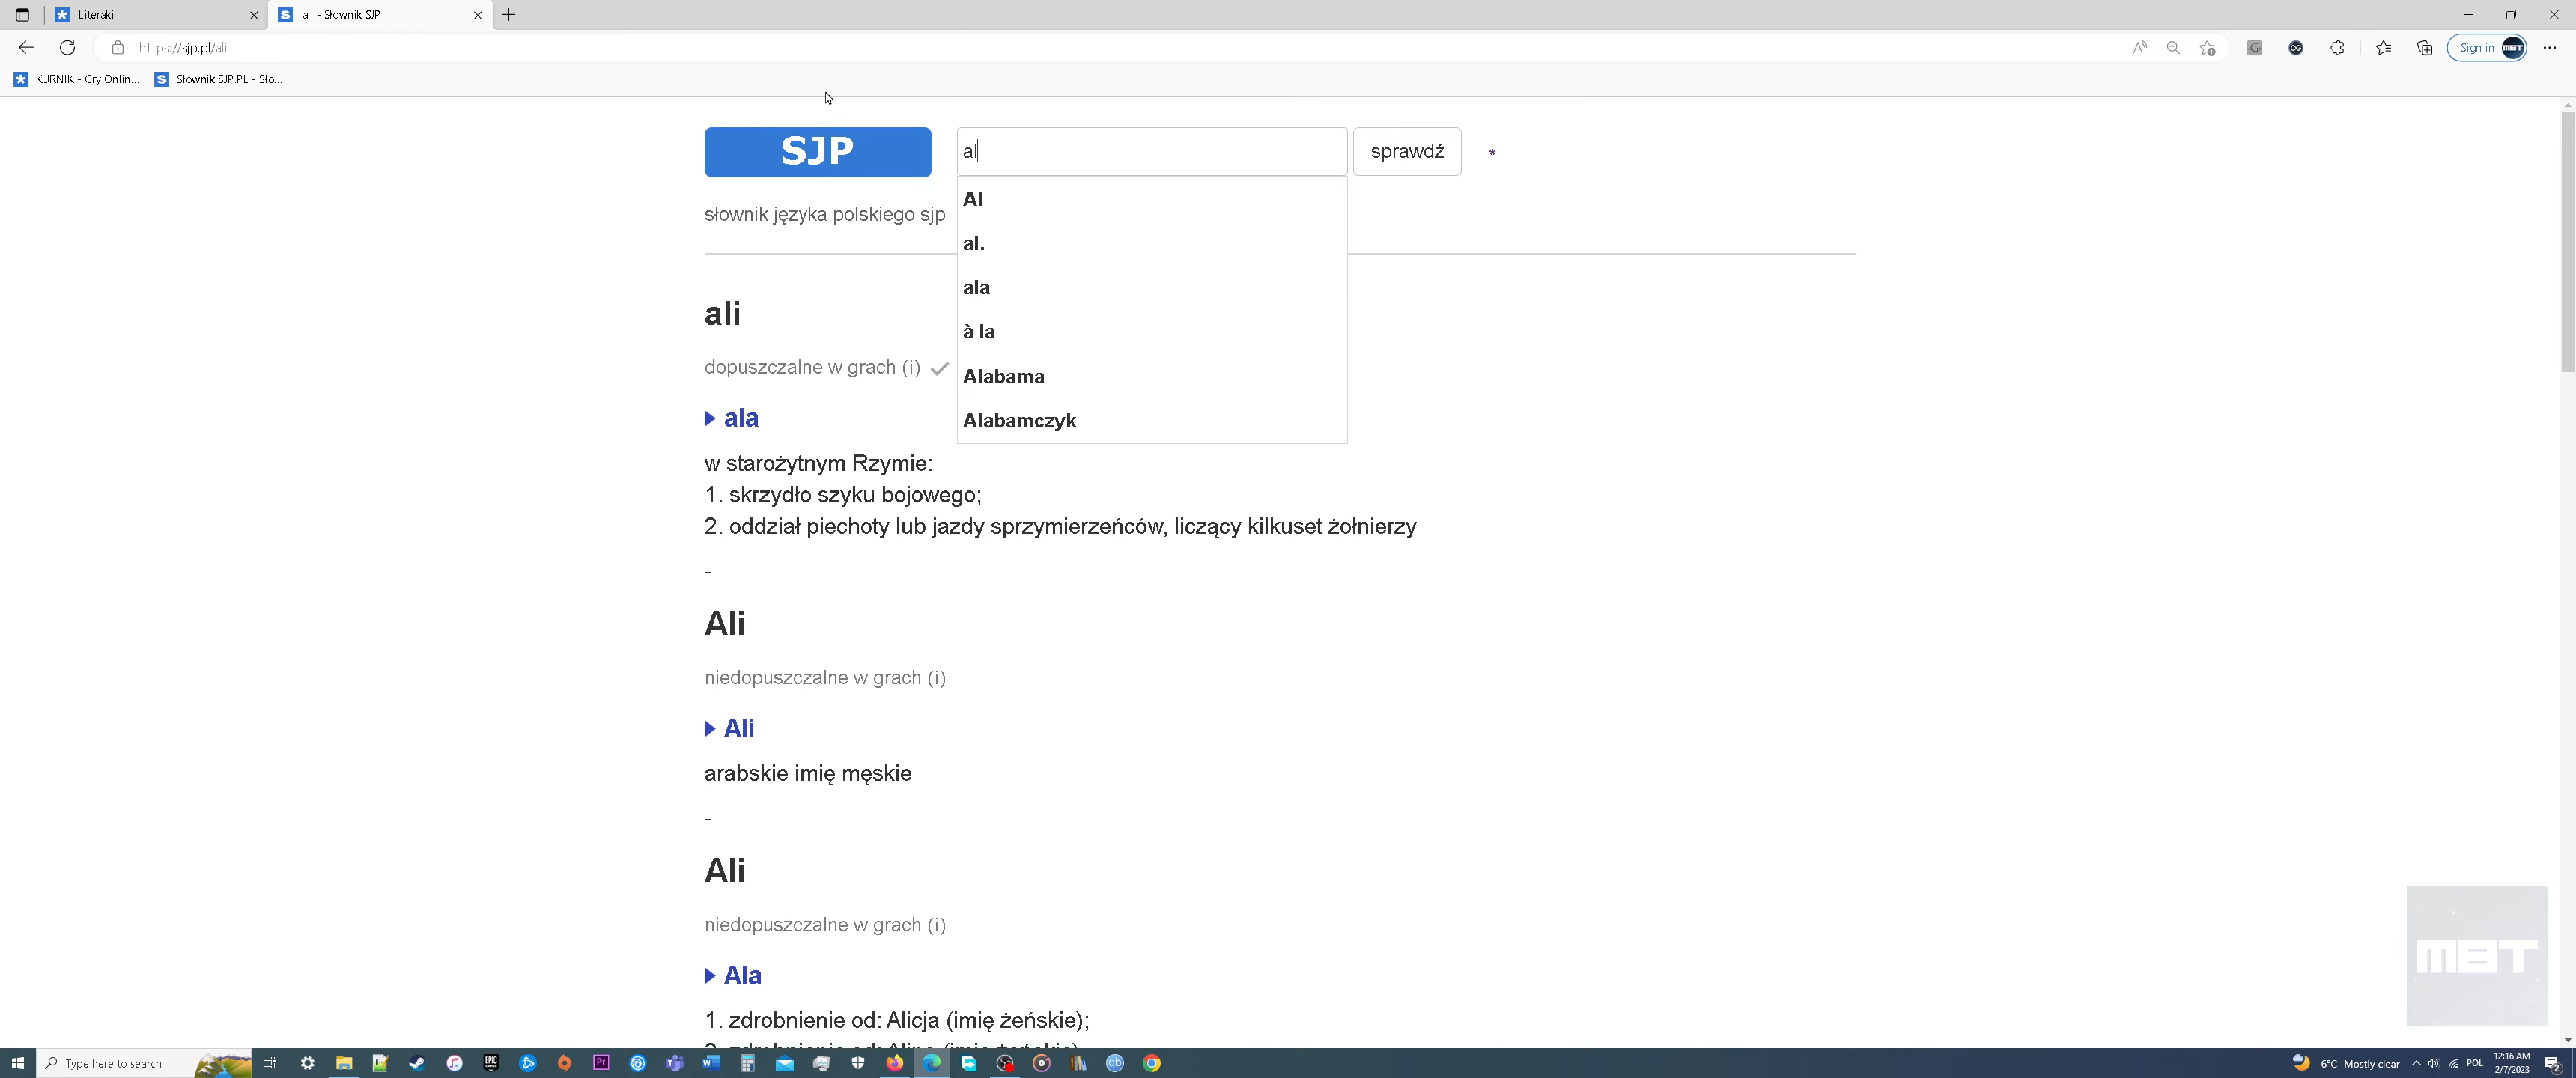 Literaki
ali - Słownik SJP
https://sjp.pl/ali
Sign in
KURNIK - Gry Onlin...
Słownik SJP.PL - Sło...
SJP
al
sprawdź
*
słownik języka polskiego sjp
Al
al.
ala
à la
Alabama
Alabamczyk
ali
dopuszczalne w grach (i)
ala
w starożytnym Rzymie:
1. skrzydło szyku bojowego;
2. oddział piechoty lub jazdy sprzymierzeńców, liczący kilkuset żołnierzy
-
Ali
niedopuszczalne w grach (i)
Ali
arabskie imię męskie
-
Ali
niedopuszczalne w grach (i)
Ala
1. zdrobnienie od: Alicja (imię żeńskie);
MBT
Type here to search
-6°C Mostly clear
POL
12:16 AM
2/7/2023